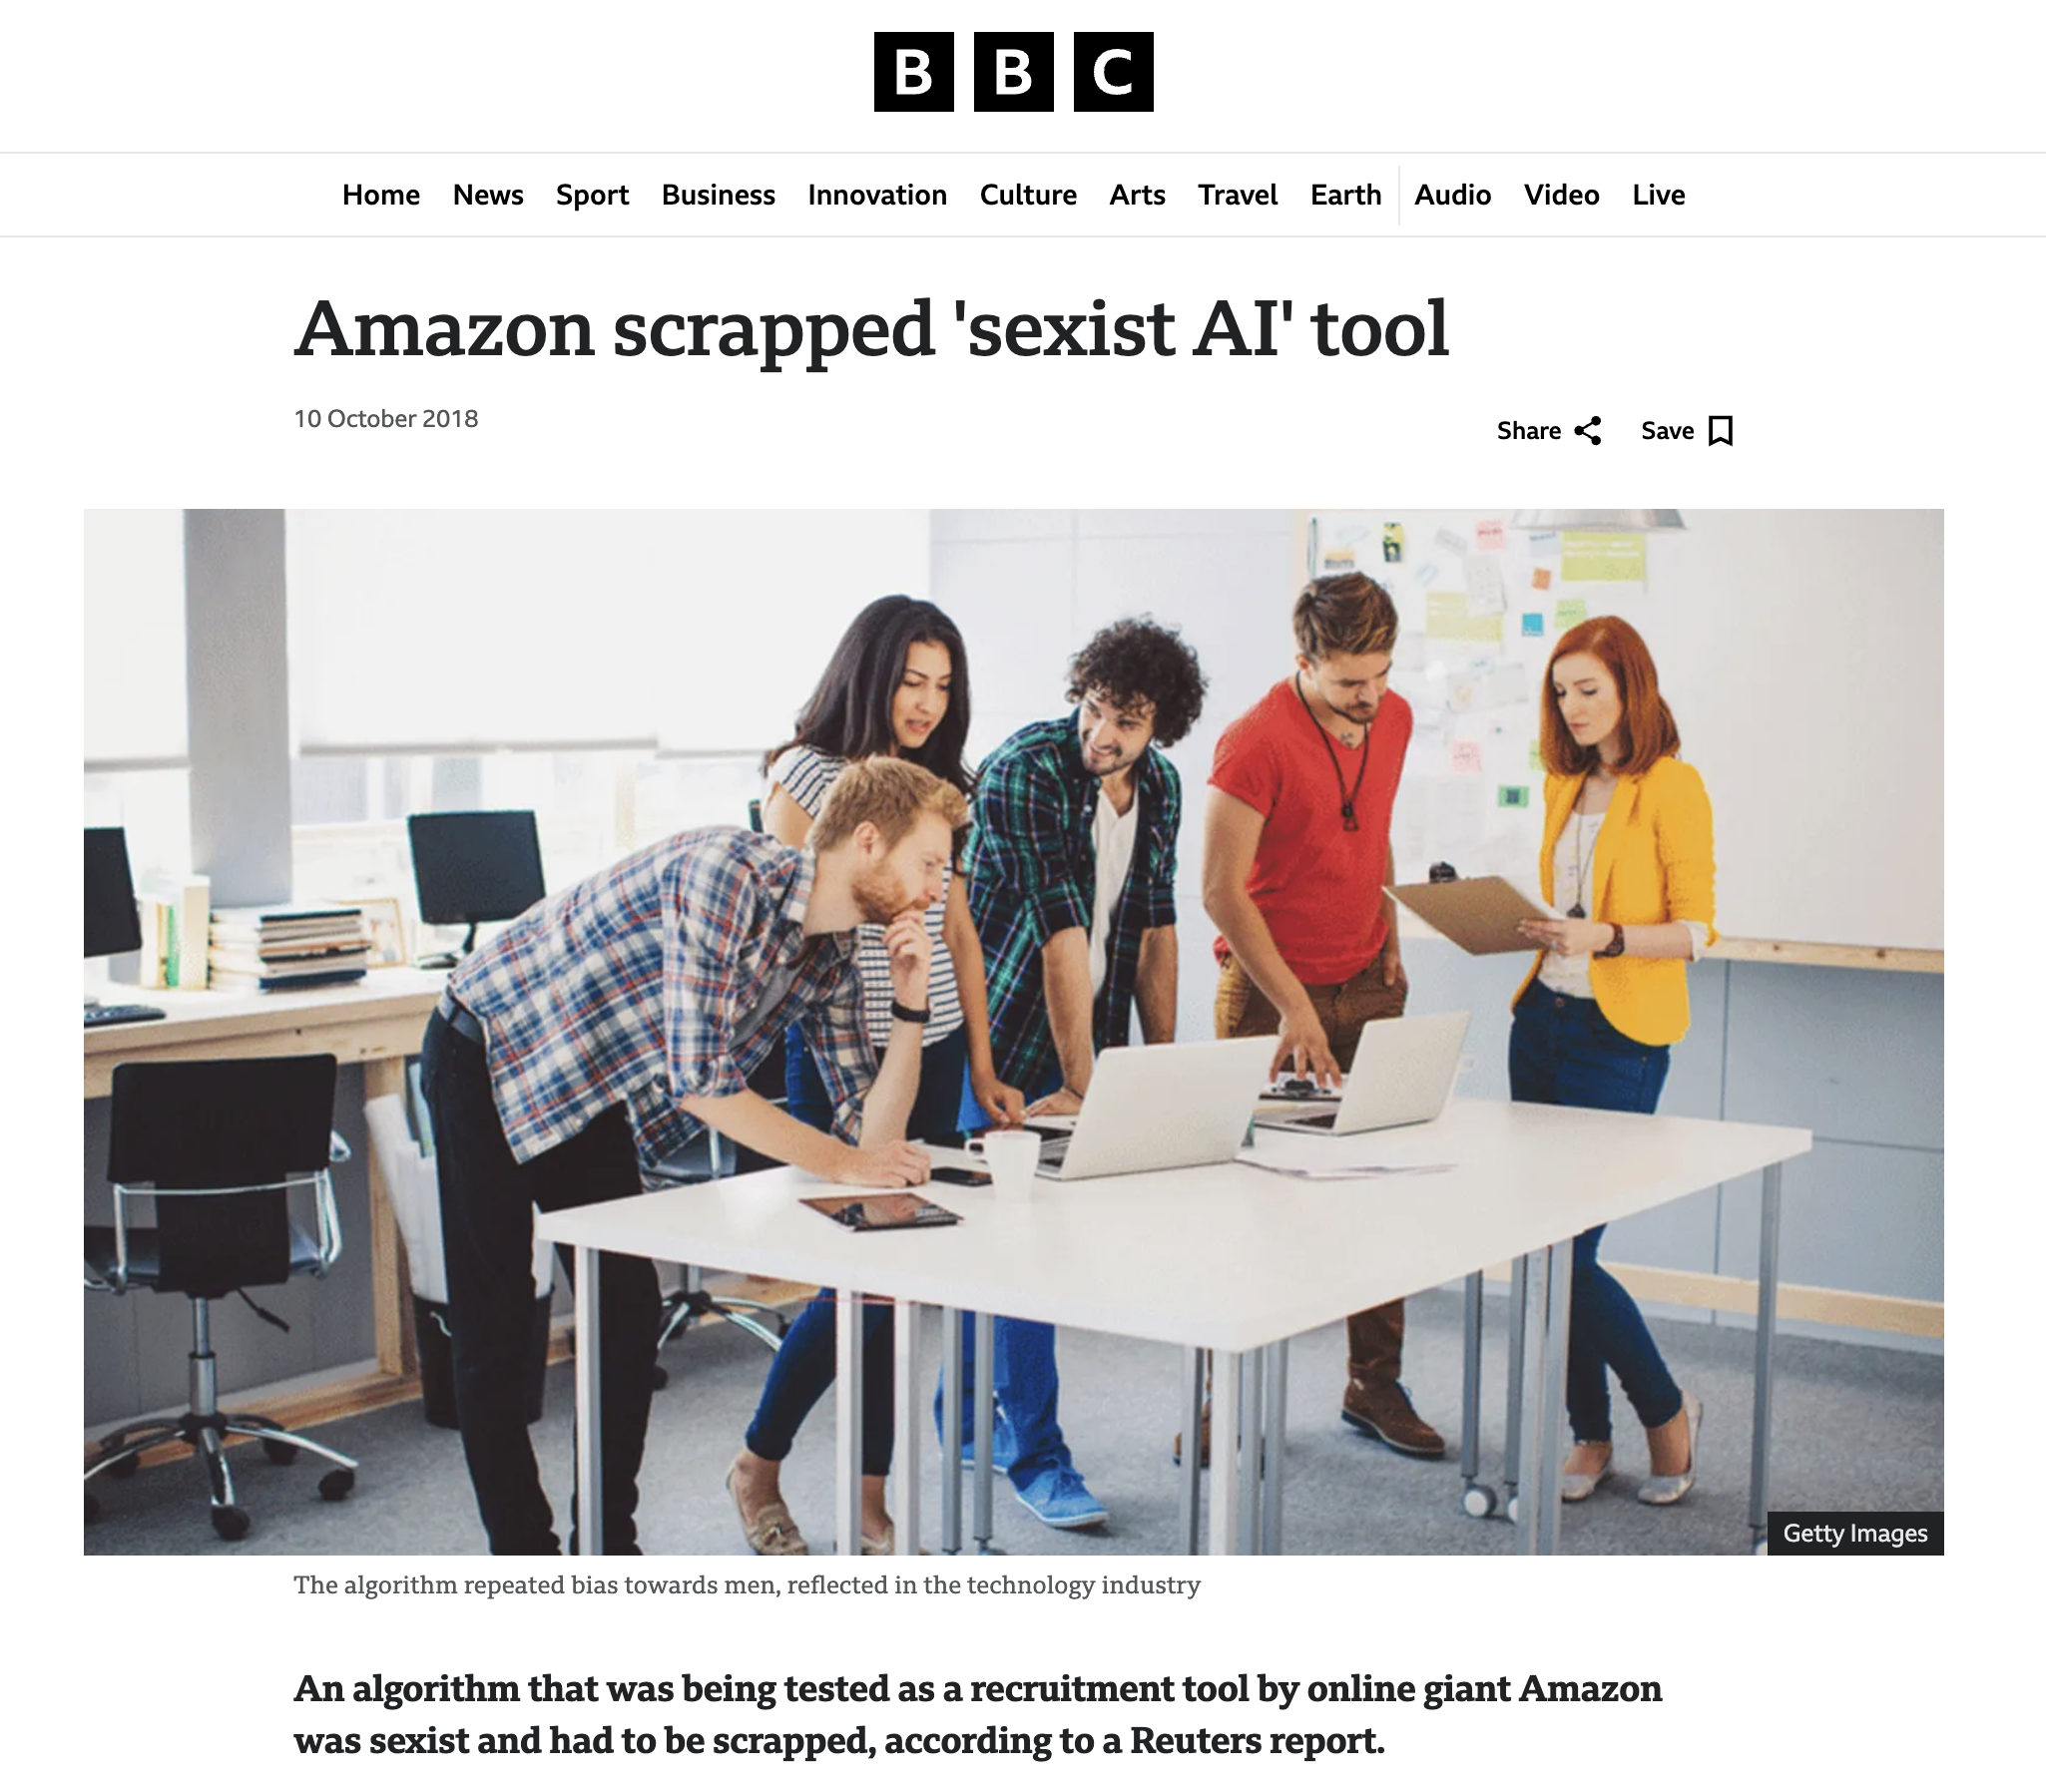 BBC
Home News Sport Business Innovation Culture Arts Travel Earth Audio Video Live
Amazon scrapped 'sexist AI' tool
10 October 2018
Share Save
Getty Images
The algorithm repeated bias towards men, reflected in the technology industry
An algorithm that was being tested as a recruitment tool by online giant Amazon
was sexist and had to be scrapped, according to a Reuters report.